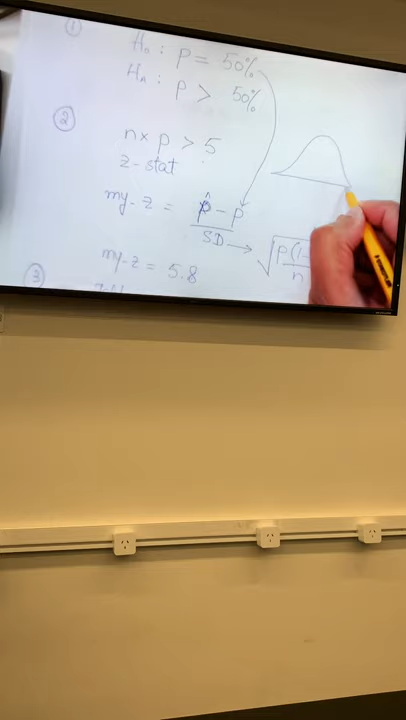 ①
H₀ : P = 50%
Hₐ : P > 50%
②
n x p > 5
z-stat
my-z = p̂ - p
SD → √ P(1-
n
my-z = 5.8
③